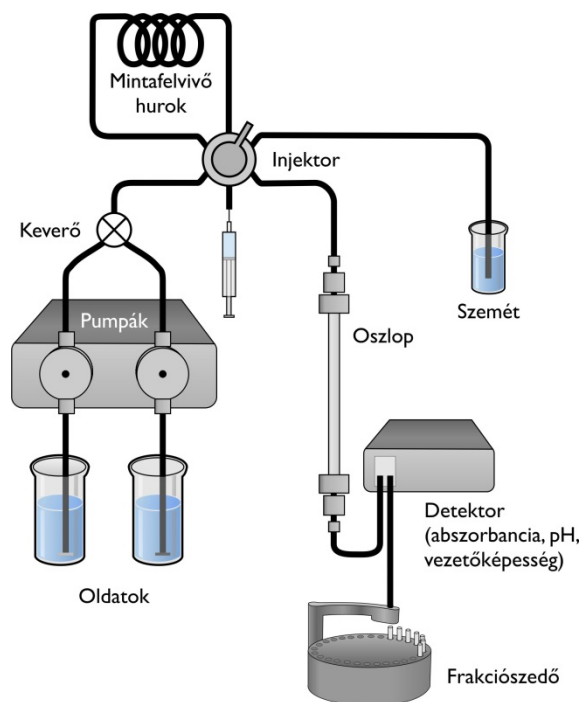 Mintafelvivő
hurok
Injektor
Keverő
Szemét
Pumpák
Oszlop
Detektor
(abszorbancia, pH,
vezetőképesség)
Oldatok
Frakciószedő